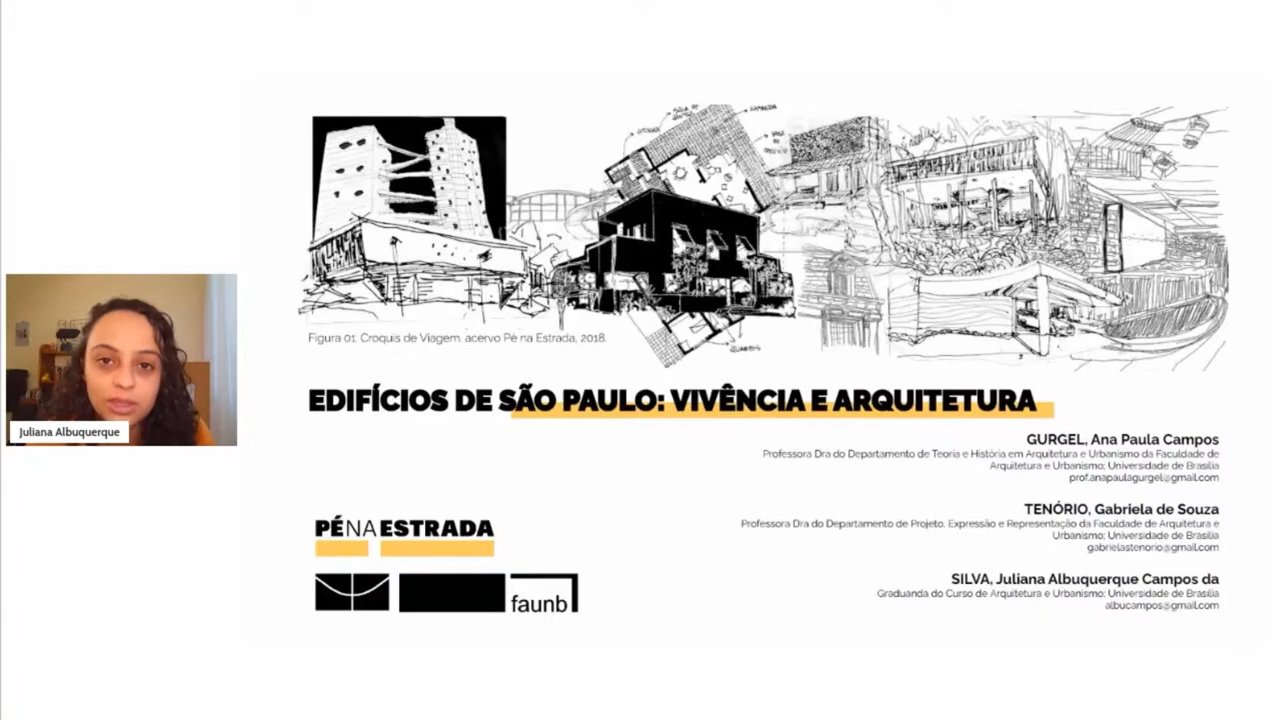 Figura 01: Croquis de Viagem, acervo Pé na Estrada, 2018.
EDIFÍCIOS DE SÃO PAULO: VIVÊNCIA E ARQUITETURA
GURGEL, Ana Paula Campos
Professora Dra do Departamento de Teoria e História em Arquitetura e Urbanismo da Faculdade de
Arquitetura e Urbanismo; Universidade de Brasília
prof.anapaulagurgel@gmail.com
TENÓRIO, Gabriela de Souza
Professora Dra do Departamento de Projeto, Expressão e Representação da Faculdade de Arquitetura e
Urbanismo; Universidade de Brasília
gabrielastenorio@gmail.com
SILVA, Juliana Albuquerque Campos da
Graduanda do Curso de Arquitetura e Urbanismo; Universidade de Brasília
albucampos@gmail.com
Juliana Albuquerque
PÉ NA ESTRADA
faunb
QUARTOS